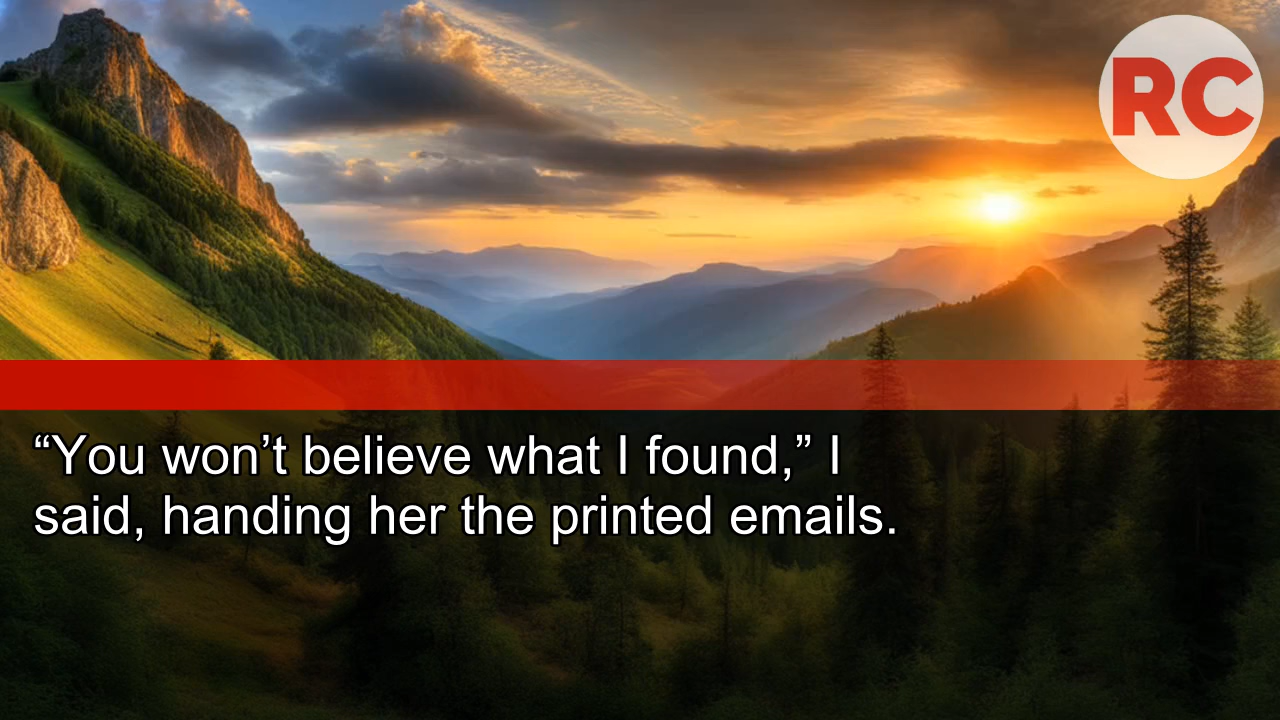 RC
“You won’t believe what I found,” I
said, handing her the printed emails.